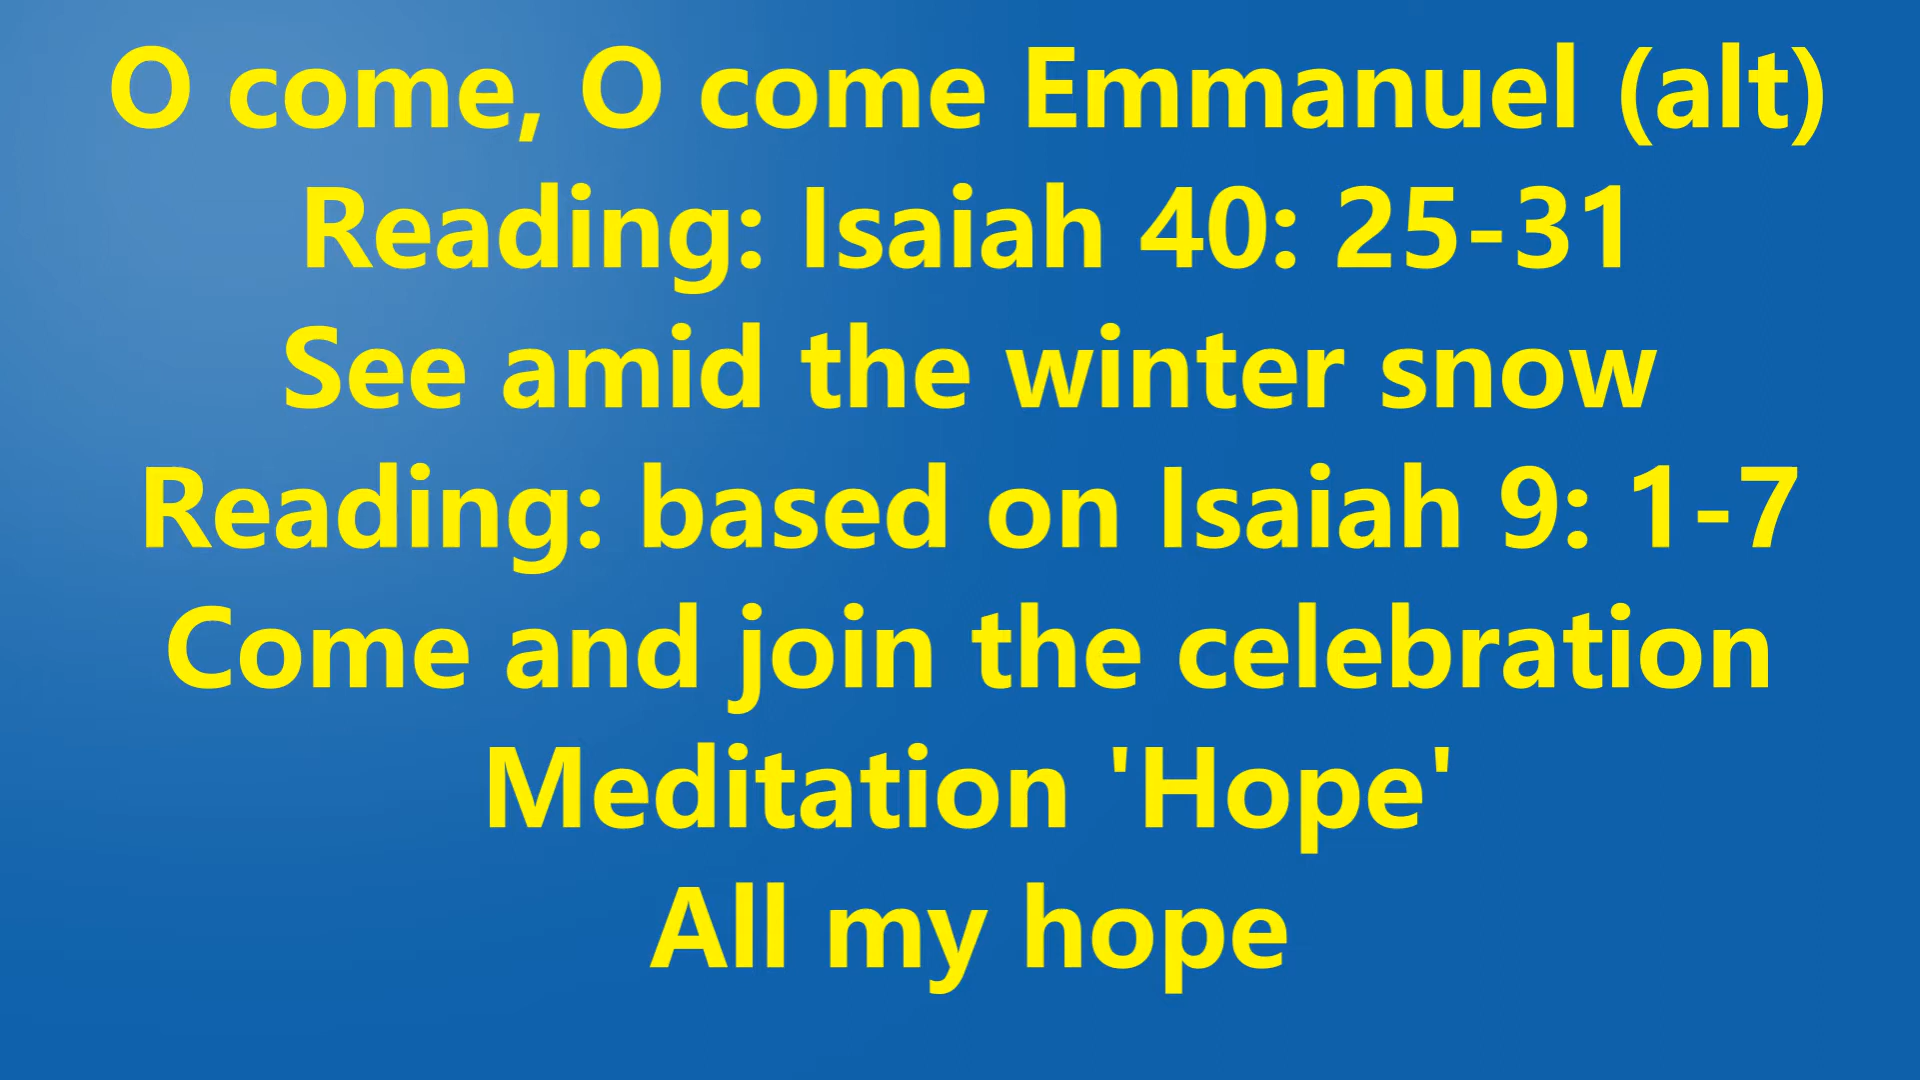 O come, O come Emmanuel (alt)
Reading: Isaiah 40: 25-31
See amid the winter snow
Reading: based on Isaiah 9: 1-7
Come and join the celebration
Meditation 'Hope'
All my hope